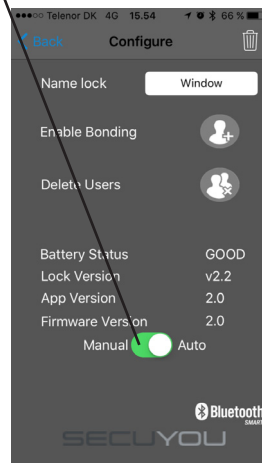 Telenor DK 4G 15.54 66 %
Back Configure
Name lock Window
Enable Bonding
Delete Users
Battery Status GOOD
Lock Version v2.2
App Version 2.0
Firmware Version 2.0
Manual Auto
Bluetooth
SMART
SECUYOU